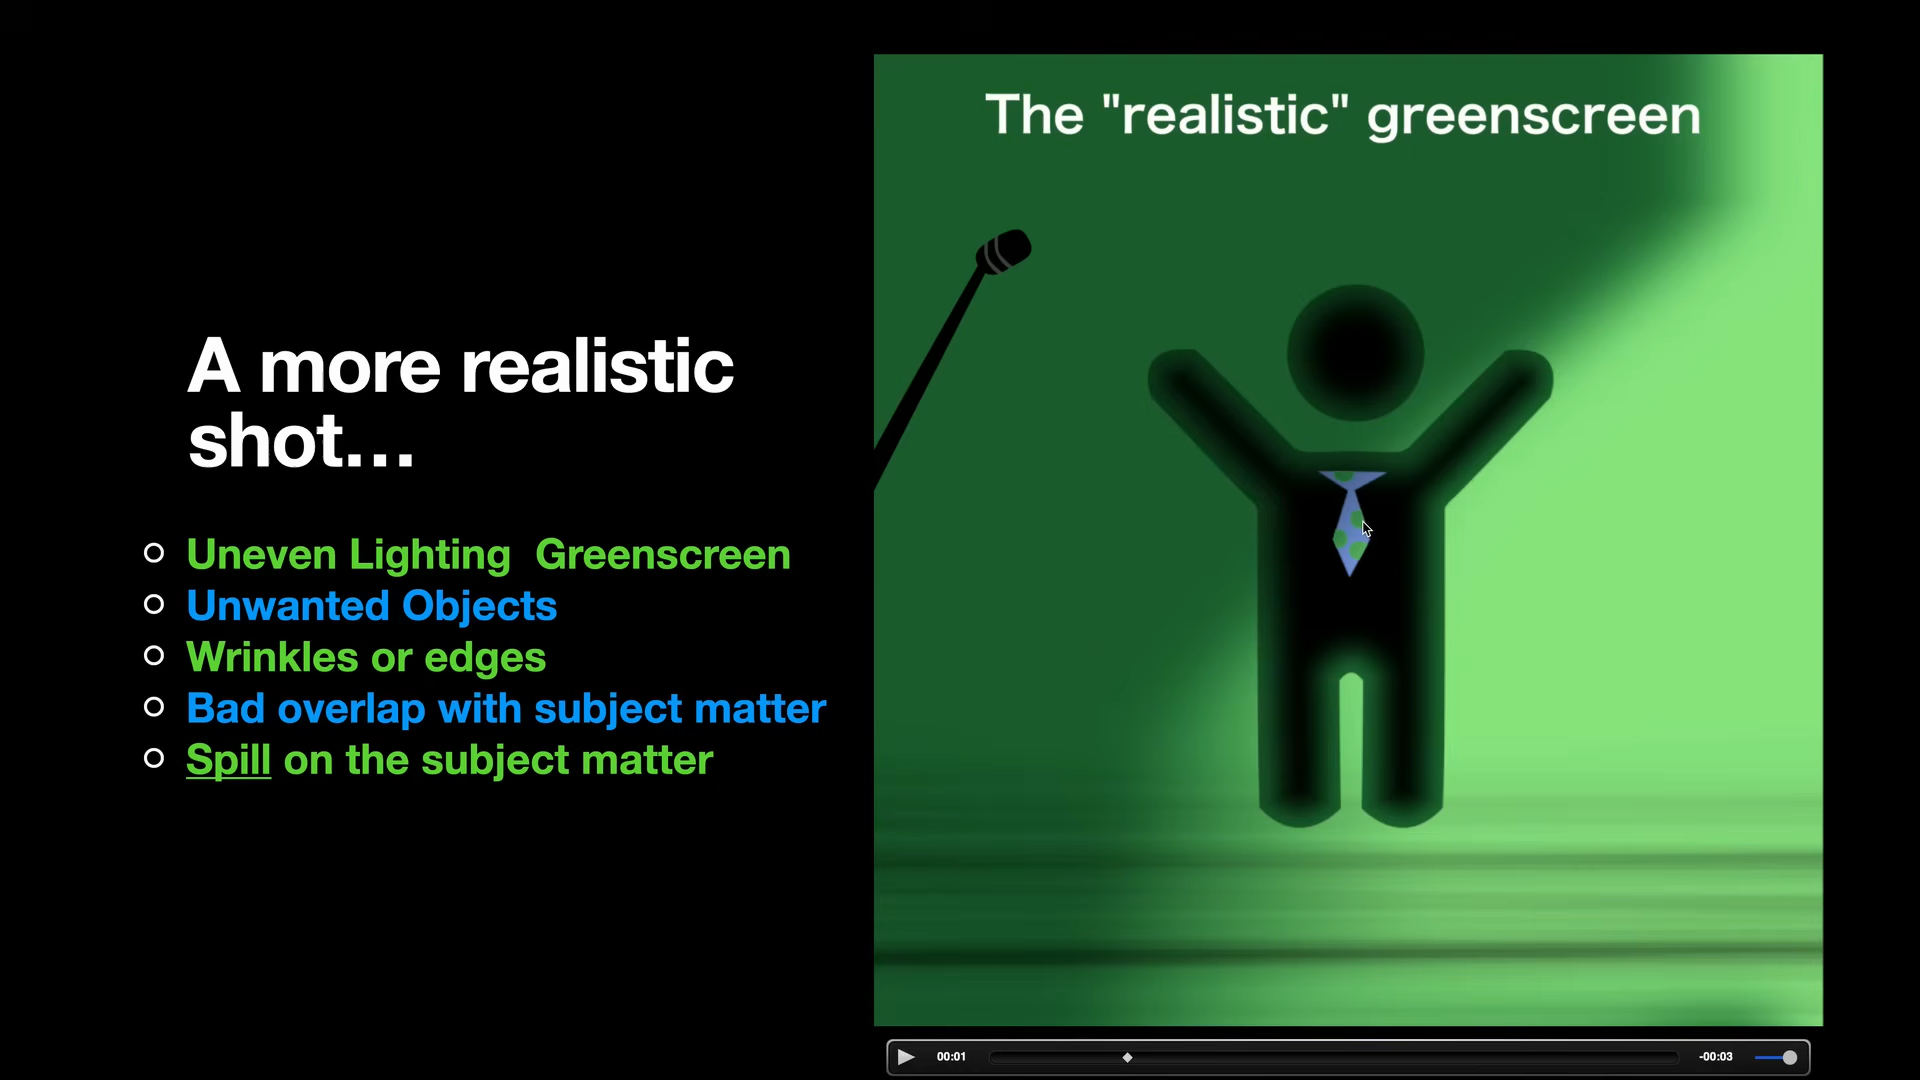 The "realistic" greenscreen
A more realistic
shot...
Uneven Lighting  Greenscreen
Unwanted Objects
Wrinkles or edges
Bad overlap with subject matter
Spill on the subject matter
00:01
-00:03